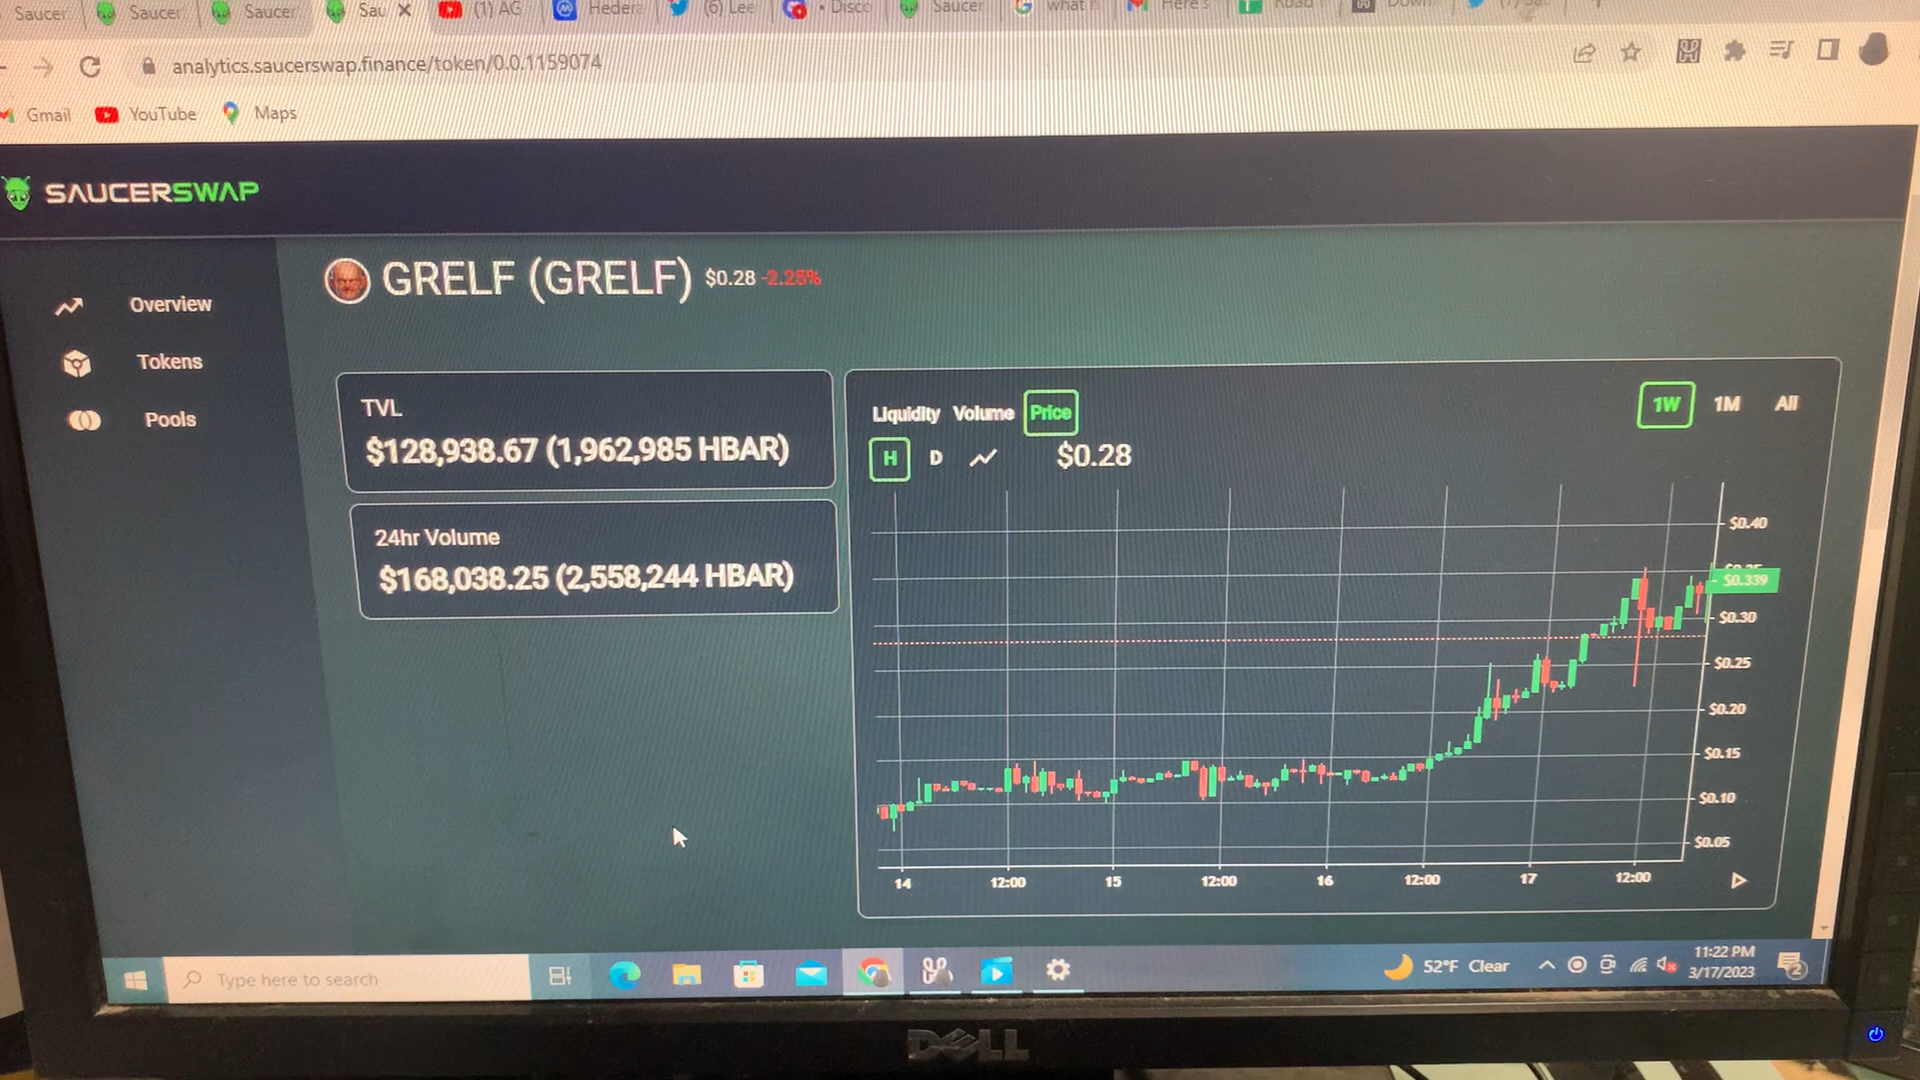 Saucer Saucer Saucer Sau (1) AG Heder (6) Lee • Disco Saucer what h Here's Road Down
analytics.saucerswap.finance/token/0.0.1159074
Gmail YouTube Maps
SAUCERSWAP
GRELF (GRELF) $0.28 -2.25%
Overview
Tokens
Pools
TVL
$128,938.67 (1,962,985 HBAR)
24hr Volume
$168,038.25 (2,558,244 HBAR)
Liquidity Volume Price
1W 1M All
H D $0.28
$0.40
$0.339
$0.30
$0.25
$0.20
$0.15
$0.10
$0.05
14 12:00 15 12:00 16 12:00 17 12:00
Type here to search
52°F Clear
11:22 PM
3/17/2023
2
DELL